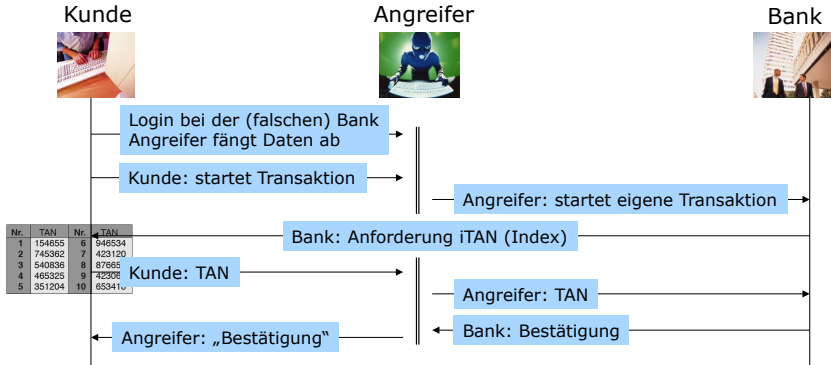 Kunde
Angreifer
Bank
Login bei der (falschen) Bank
Angreifer fängt Daten ab
Kunde: startet Transaktion
Angreifer: startet eigene Transaktion
Bank: Anforderung iTAN (Index)
Nr. TAN Nr. TAN
1 154655 6 946534
2 745362 7 423120
3 540836 8
4 465325 9
5 351204 10
Kunde: TAN
Angreifer: TAN
Bank: Bestätigung
Angreifer: „Bestätigung“